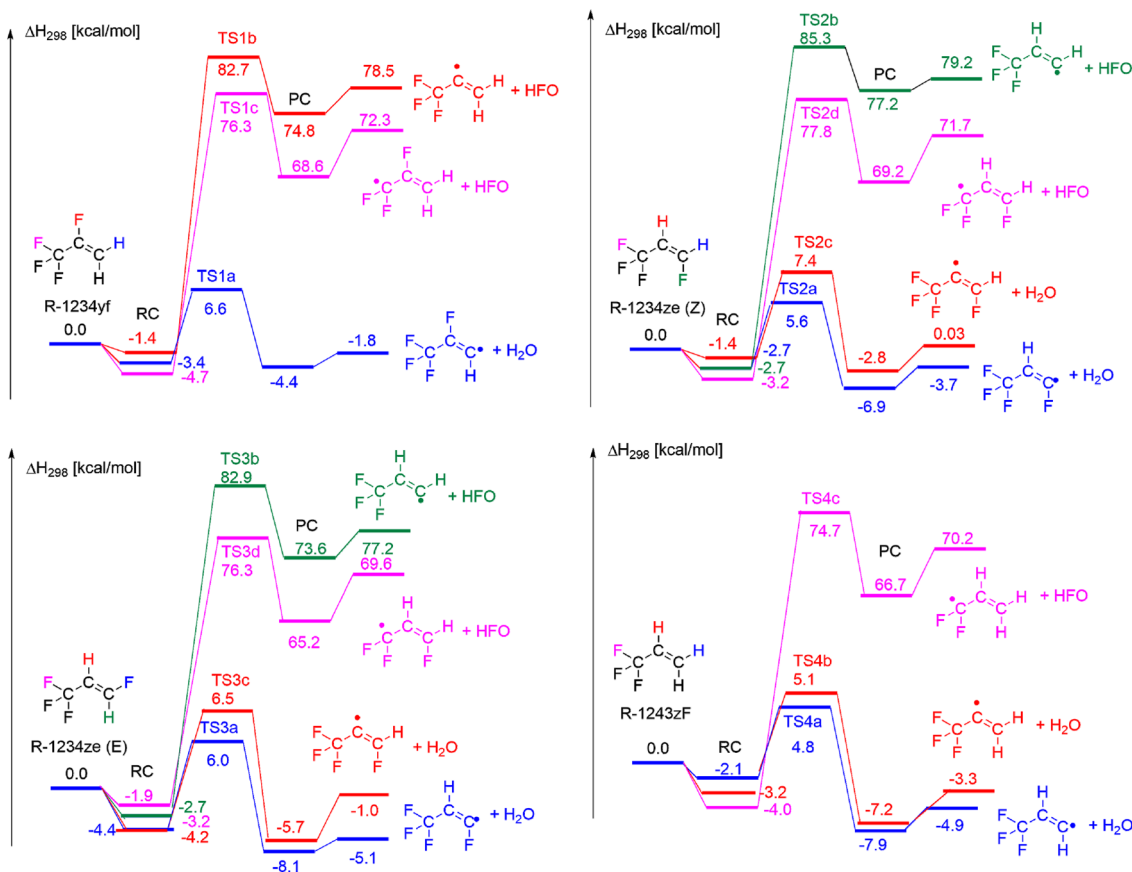 ΔH298 [kcal/mol]
TS1b
82.7
PC
74.8
78.5
F F F C • C H H + HFO
TS1c
76.3
68.6
72.3
F • C F F C H H + HFO
F F F F C H H
R-1234yf
0.0
RC
-1.4
-3.4
-4.7
TS1a
6.6
-4.4
-1.8
F F F F C C H • + H2O
ΔH298 [kcal/mol]
TS2b
85.3
PC
77.2
79.2
H F F F C C H • + HFO
TS2d
77.8
69.2
71.7
H • C F F C H F + HFO
H F F F C H F
R-1234ze (Z)
0.0
RC
-1.4
-2.7
-2.7
-3.2
TS2c
7.4
-2.8
0.03
F F F C • C H F + H2O
TS2a
5.6
-6.9
-3.7
H F F F C C F • + H2O
ΔH298 [kcal/mol]
TS3b
82.9
PC
73.6
77.2
H F F F C C H • + HFO
TS3d
76.3
65.2
69.6
H • C F F C H F + HFO
H F F F C C F H
R-1234ze (E)
0.0
RC
-1.9
-2.7
-3.2
-4.4
-4.2
TS3c
6.5
-5.7
-1.0
F F F C • C H F + H2O
TS3a
6.0
-8.1
-5.1
H F F F C C F • + H2O
ΔH298 [kcal/mol]
TS4c
74.7
PC
66.7
70.2
H • C F F C H H + HFO
H F F F C C H H
R-1243zF
0.0
RC
-2.1
-3.2
-4.0
TS4b
5.1
-7.2
-3.3
F F F C • C H H + H2O
TS4a
4.8
-7.9
-4.9
H F F F C C H • + H2O